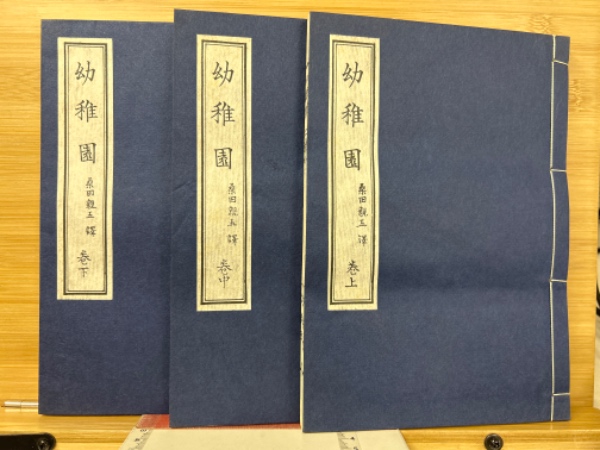 幼稚園
桑田親五 譯
卷上
幼稚園
桑田親五 譯
卷中
幼稚園
桑田親五 譯
卷下